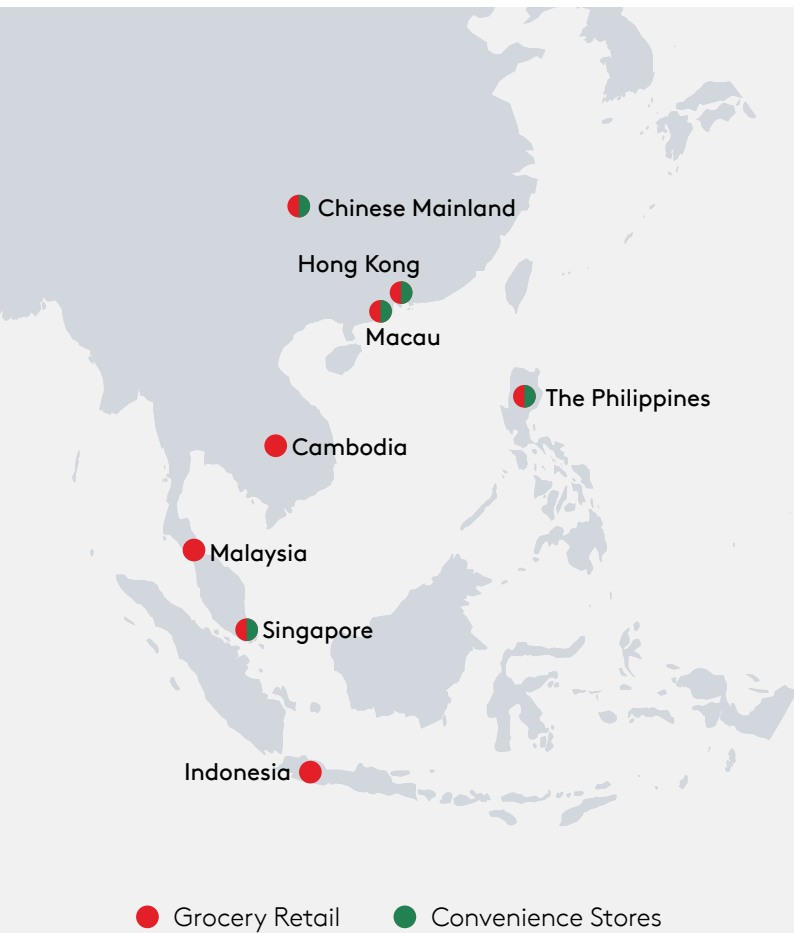 Chinese Mainland
Hong Kong
Macau
The Philippines
Cambodia
Malaysia
Singapore
Indonesia
Grocery Retail
Convenience Stores